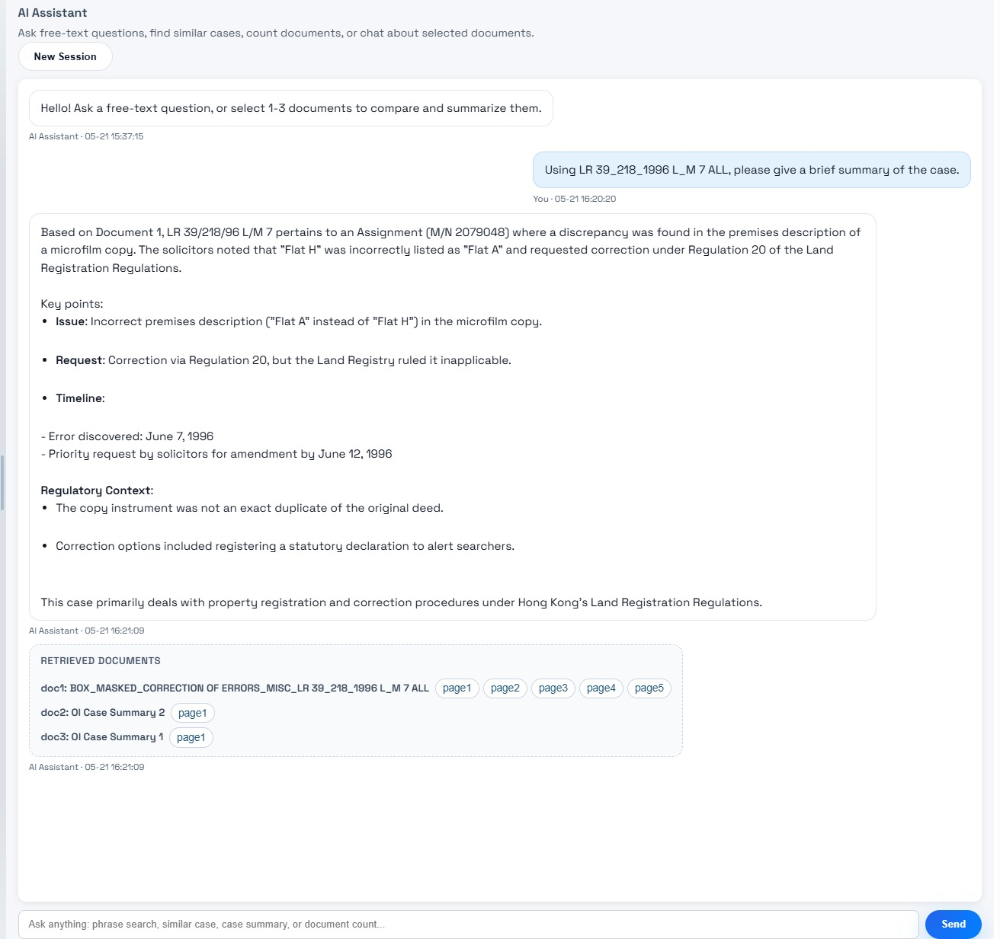 AI Assistant
Ask free-text questions, find similar cases, count documents, or chat about selected documents.
New Session
Hello! Ask a free-text question, or select 1-3 documents to compare and summarize them.
AI Assistant · 05-21 15:37:15
Using LR 39_218_1996 L_M 7 ALL, please give a brief summary of the case.
You · 05-21 16:20:20
Based on Document 1, LR 39/218/96 L/M 7 pertains to an Assignment (M/N 2079048) where a discrepancy was found in the premises description of
a microfilm copy. The solicitors noted that "Flat H" was incorrectly listed as "Flat A" and requested correction under Regulation 20 of the Land
Registration Regulations.
Key points:
• Issue: Incorrect premises description ("Flat A" instead of "Flat H") in the microfilm copy.
• Request: Correction via Regulation 20, but the Land Registry ruled it inapplicable.
• Timeline:
- Error discovered: June 7, 1996
- Priority request by solicitors for amendment by June 12, 1996
Regulatory Context:
• The copy instrument was not an exact duplicate of the original deed.
• Correction options included registering a statutory declaration to alert searchers.
This case primarily deals with property registration and correction procedures under Hong Kong's Land Registration Regulations.
AI Assistant · 05-21 16:21:09
RETRIEVED DOCUMENTS
doc1: BOX_MASKED_CORRECTION OF ERRORS_MISC_LR 39_218_1996 L_M 7 ALL page1 page2 page3 page4 page5
doc2: OI Case Summary 2 page1
doc3: OI Case Summary 1 page1
AI Assistant · 05-21 16:21:09
Ask anything: phrase search, similar case, case summary, or document count...
Send